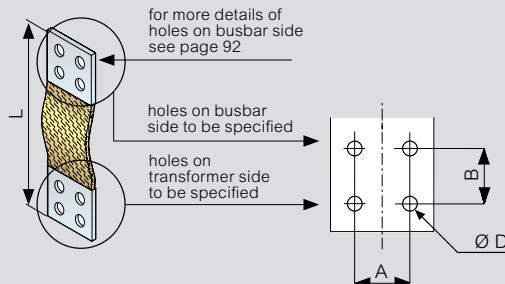 for more details of
holes on busbar side
see page 92
L
holes on busbar
side to be specified
holes on
transformer side
to be specified
B
Ø D
A